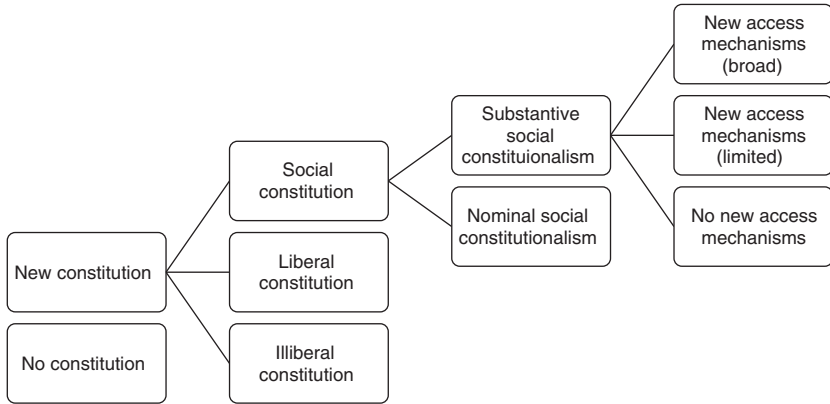 New constitution
No constitution
Social
constitution
Liberal
constitution
Illiberal
constitution
Substantive
social
constituionalism
Nominal social
constitutionalism
New access
mechanisms
(broad)
New access
mechanisms
(limited)
No new access
mechanisms